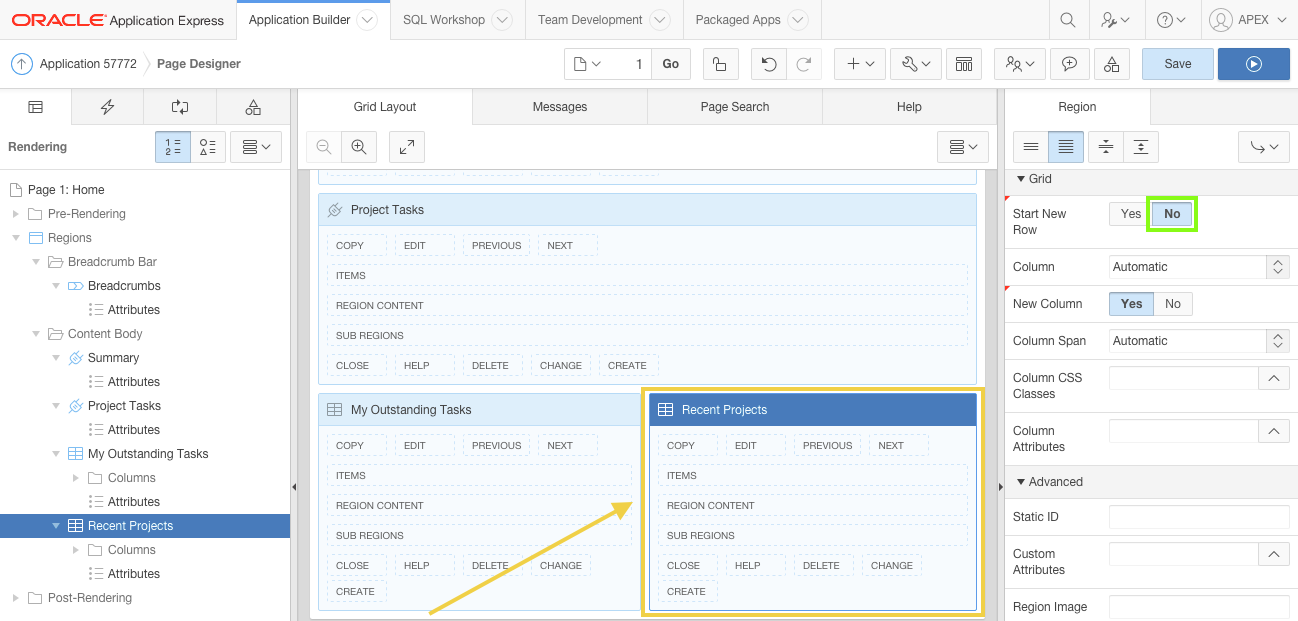 ORACLE Application Express
Application Builder
SQL Workshop
Team Development
Packaged Apps
APEX
Application 57772
Page Designer
1
Go
Save
Grid Layout
Messages
Page Search
Help
Region
Rendering
1 =
2 =
Page 1: Home
Pre-Rendering
Regions
Breadcrumb Bar
Breadcrumbs
Attributes
Content Body
Summary
Attributes
Project Tasks
Attributes
My Outstanding Tasks
Columns
Attributes
Recent Projects
Columns
Attributes
Post-Rendering
Project Tasks
COPY EDIT PREVIOUS NEXT
ITEMS
REGION CONTENT
SUB REGIONS
CLOSE HELP DELETE CHANGE CREATE
My Outstanding Tasks
COPY EDIT PREVIOUS NEXT
ITEMS
REGION CONTENT
SUB REGIONS
CLOSE HELP DELETE CHANGE
CREATE
Recent Projects
COPY EDIT PREVIOUS NEXT
ITEMS
REGION CONTENT
SUB REGIONS
CLOSE HELP DELETE CHANGE
CREATE
Grid
Start New
Row
Yes No
Column
Automatic
New Column
Yes No
Column Span
Automatic
Column CSS
Classes
Column
Attributes
Advanced
Static ID
Custom
Attributes
Region Image